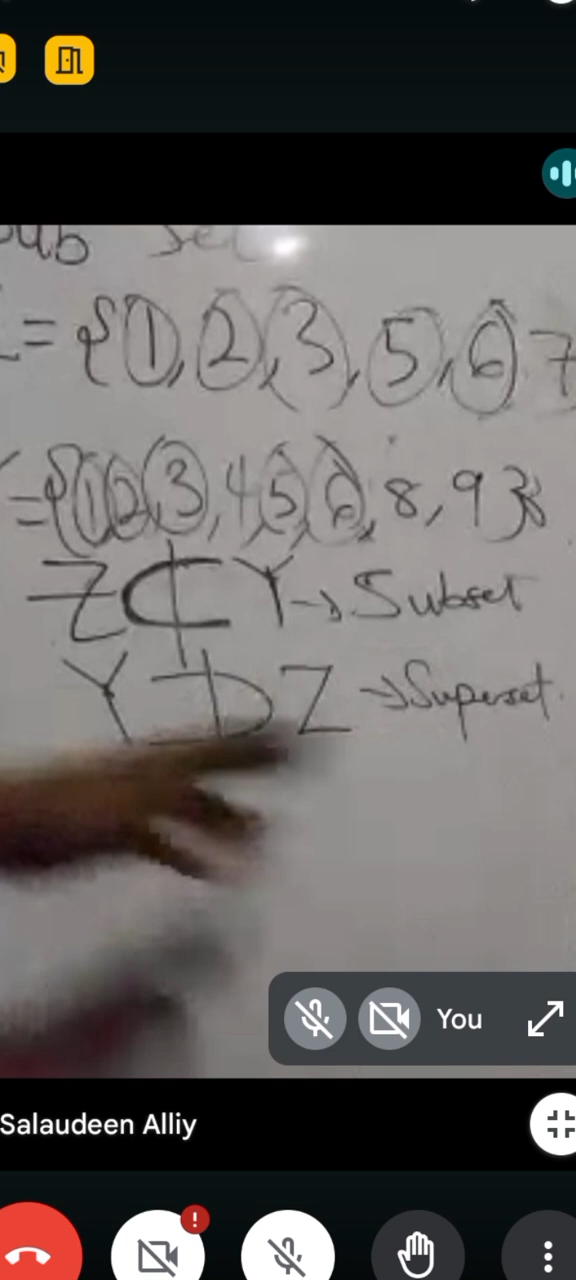 Sub Set
= {1, 2, 3, 5, 6 7
= {1, 2, 3, 4, 5, 6, 8, 9}
Z ⊄ Y → Subset
Y ⊅ Z → Superset.
You
Salaudeen Alliy
!